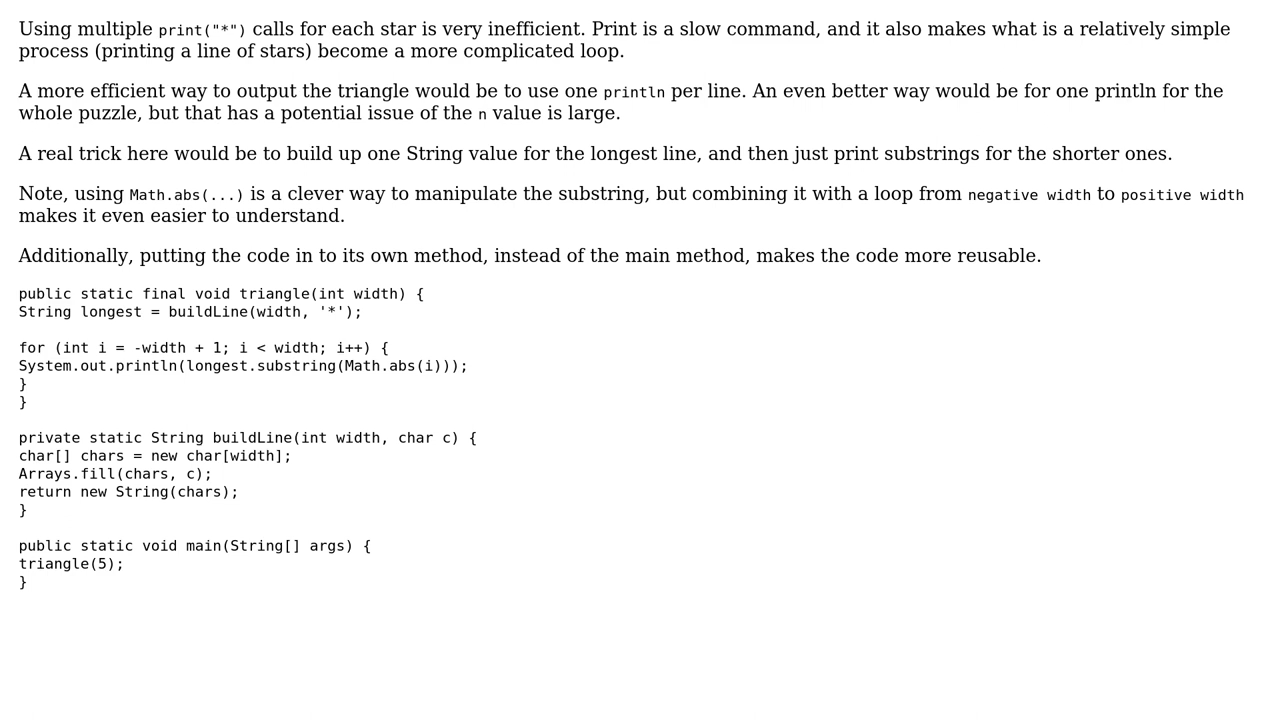 Using multiple print("*") calls for each star is very inefficient. Print is a slow command, and it also makes what is a relatively simple
process (printing a line of stars) become a more complicated loop.
A more efficient way to output the triangle would be to use one println per line. An even better way would be for one println for the
whole puzzle, but that has a potential issue of the n value is large.
A real trick here would be to build up one String value for the longest line, and then just print substrings for the shorter ones.
Note, using Math.abs(...) is a clever way to manipulate the substring, but combining it with a loop from negative width to positive width
makes it even easier to understand.
Additionally, putting the code in to its own method, instead of the main method, makes the code more reusable.
public static final void triangle(int width) {
String longest = buildLine(width, '*');
for (int i = -width + 1; i < width; i++) {
System.out.println(longest.substring(Math.abs(i)));
}
}
private static String buildLine(int width, char c) {
char[] chars = new char[width];
Arrays.fill(chars, c);
return new String(chars);
}
public static void main(String[] args) {
triangle(5);
}